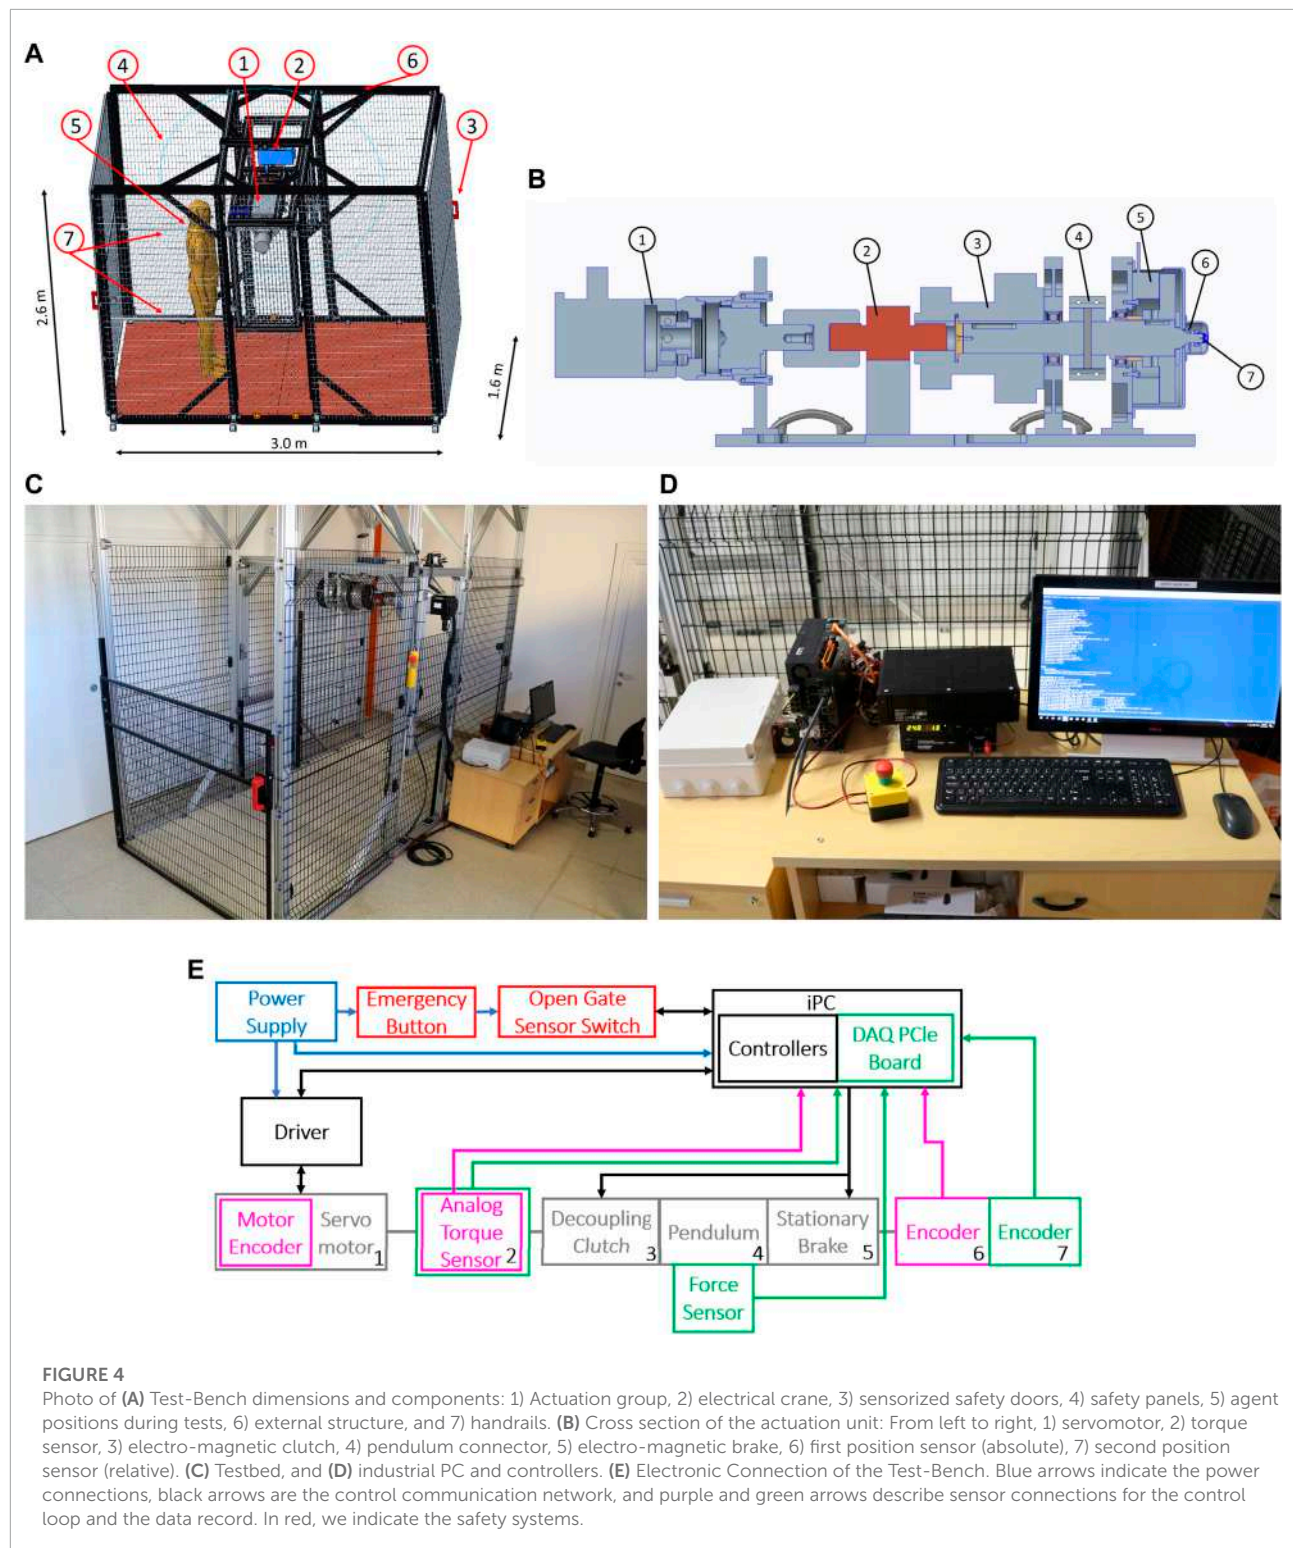 A
1
2
6
4
3
5
7
2.6 m
1.6 m
3.0 m
B
1
2
3
4
5
6
7
C
D
E
Power
Supply
Emergency
Button
Open Gate
Sensor Switch
iPC
Controllers
DAQ PCIe
Board
Driver
Motor
Encoder
Servo
motor
1
Analog
Torque
Sensor
2
Decoupling
Clutch
3
Pendulum
4
Stationary
Brake
5
Encoder
6
Encoder
7
Force
Sensor
FIGURE 4
Photo of (A) Test-Bench dimensions and components: 1) Actuation group, 2) electrical crane, 3) sensorized safety doors, 4) safety panels, 5) agent
positions during tests, 6) external structure, and 7) handrails. (B) Cross section of the actuation unit: From left to right, 1) servomotor, 2) torque
sensor, 3) electro-magnetic clutch, 4) pendulum connector, 5) electro-magnetic brake, 6) first position sensor (absolute), 7) second position
sensor (relative). (C) Testbed, and (D) industrial PC and controllers. (E) Electronic Connection of the Test-Bench. Blue arrows indicate the power
connections, black arrows are the control communication network, and purple and green arrows describe sensor connections for the control
loop and the data record. In red, we indicate the safety systems.